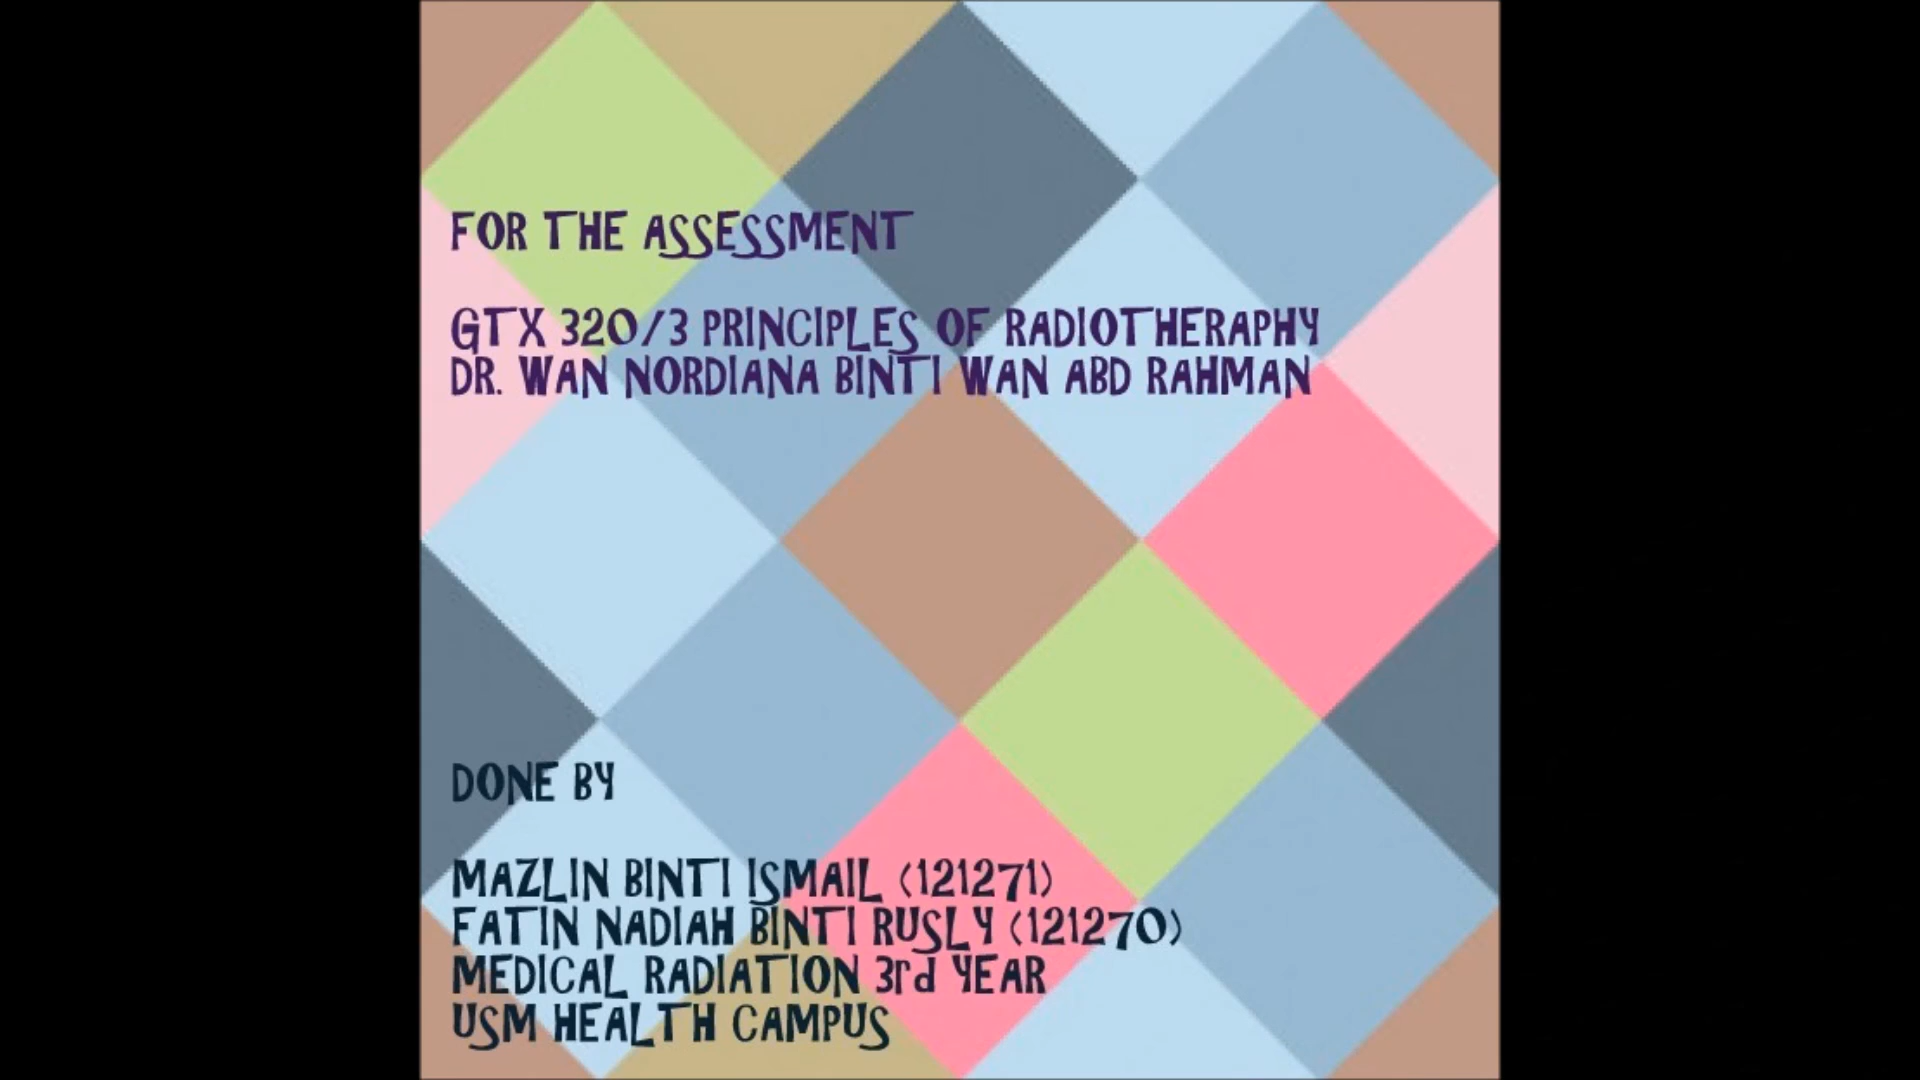 FOR THE ASSESSMENT
GTX 320/3 PRINCIPLES OF RADIOTHERAPHY
DR. WAN NORDIANA BINTI WAN ABD RAHMAN
DONE BY
MAZLIN BINTI ISMAIL (121271)
FATIN NADIAH BINTI RUSLY (121270)
MEDICAL RADIATION 3rd YEAR
USM HEALTH CAMPUS